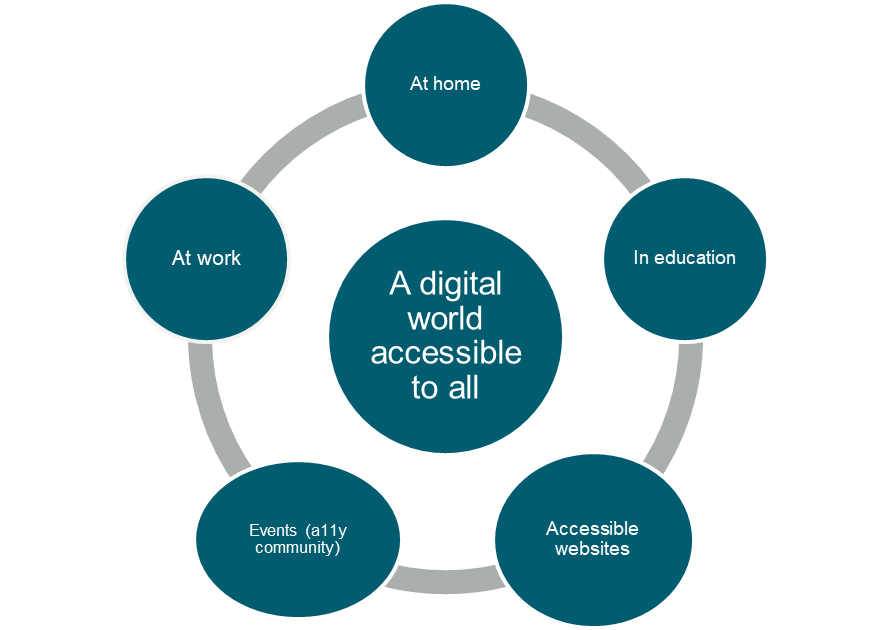 At home
In education
Accessible
websites
Events (a11y
community)
At work
A digital
world
accessible
to all